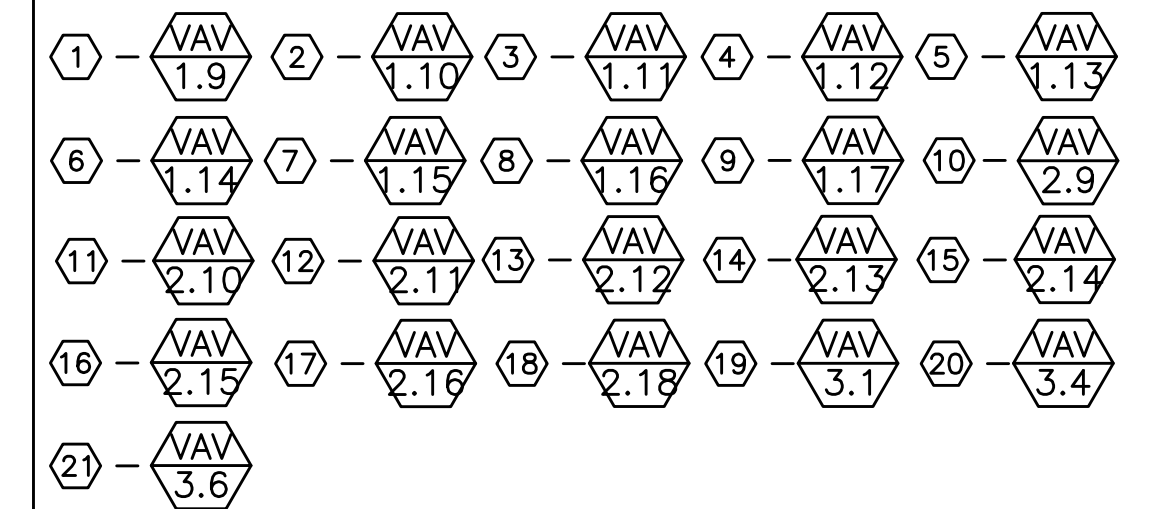 1 – VAV 1.9 2 – VAV 1.10 3 – VAV 1.11 4 – VAV 1.12 5 – VAV 1.13
6 – VAV 1.14 7 – VAV 1.15 8 – VAV 1.16 9 – VAV 1.17 10 – VAV 2.9
11 – VAV 2.10 12 – VAV 2.11 13 – VAV 2.12 14 – VAV 2.13 15 – VAV 2.14
16 – VAV 2.15 17 – VAV 2.16 18 – VAV 2.18 19 – VAV 3.1 20 – VAV 3.4
21 – VAV 3.6